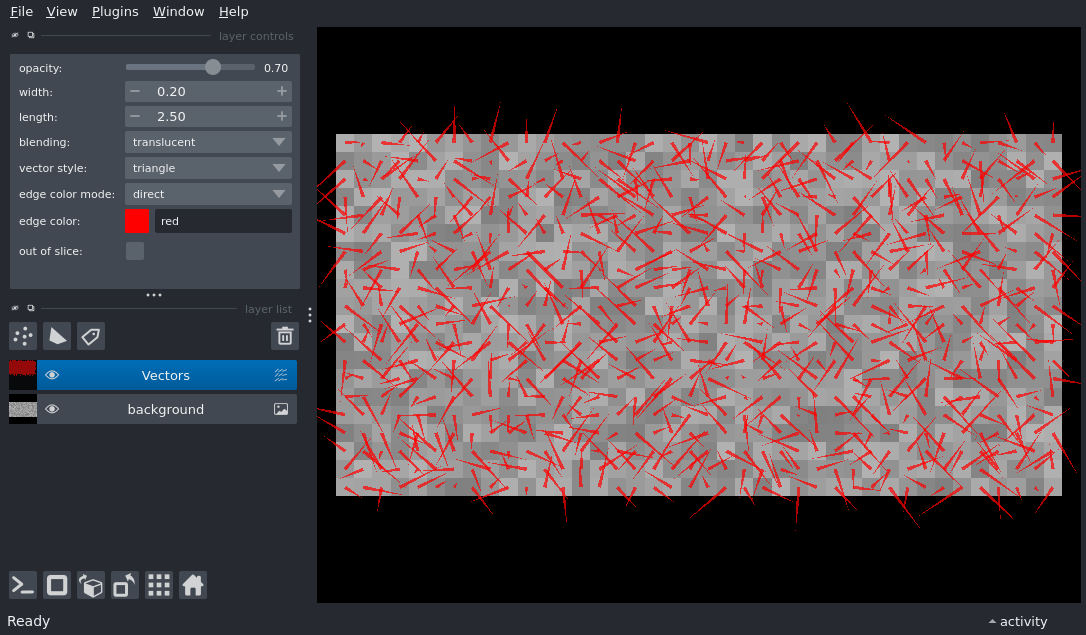 File View Plugins Window Help
layer controls
opacity: 0.70
width: 0.20
length: 2.50
blending: translucent
vector style: triangle
edge color mode: direct
edge color: red
out of slice:
layer list
Vectors
background
Ready
activity